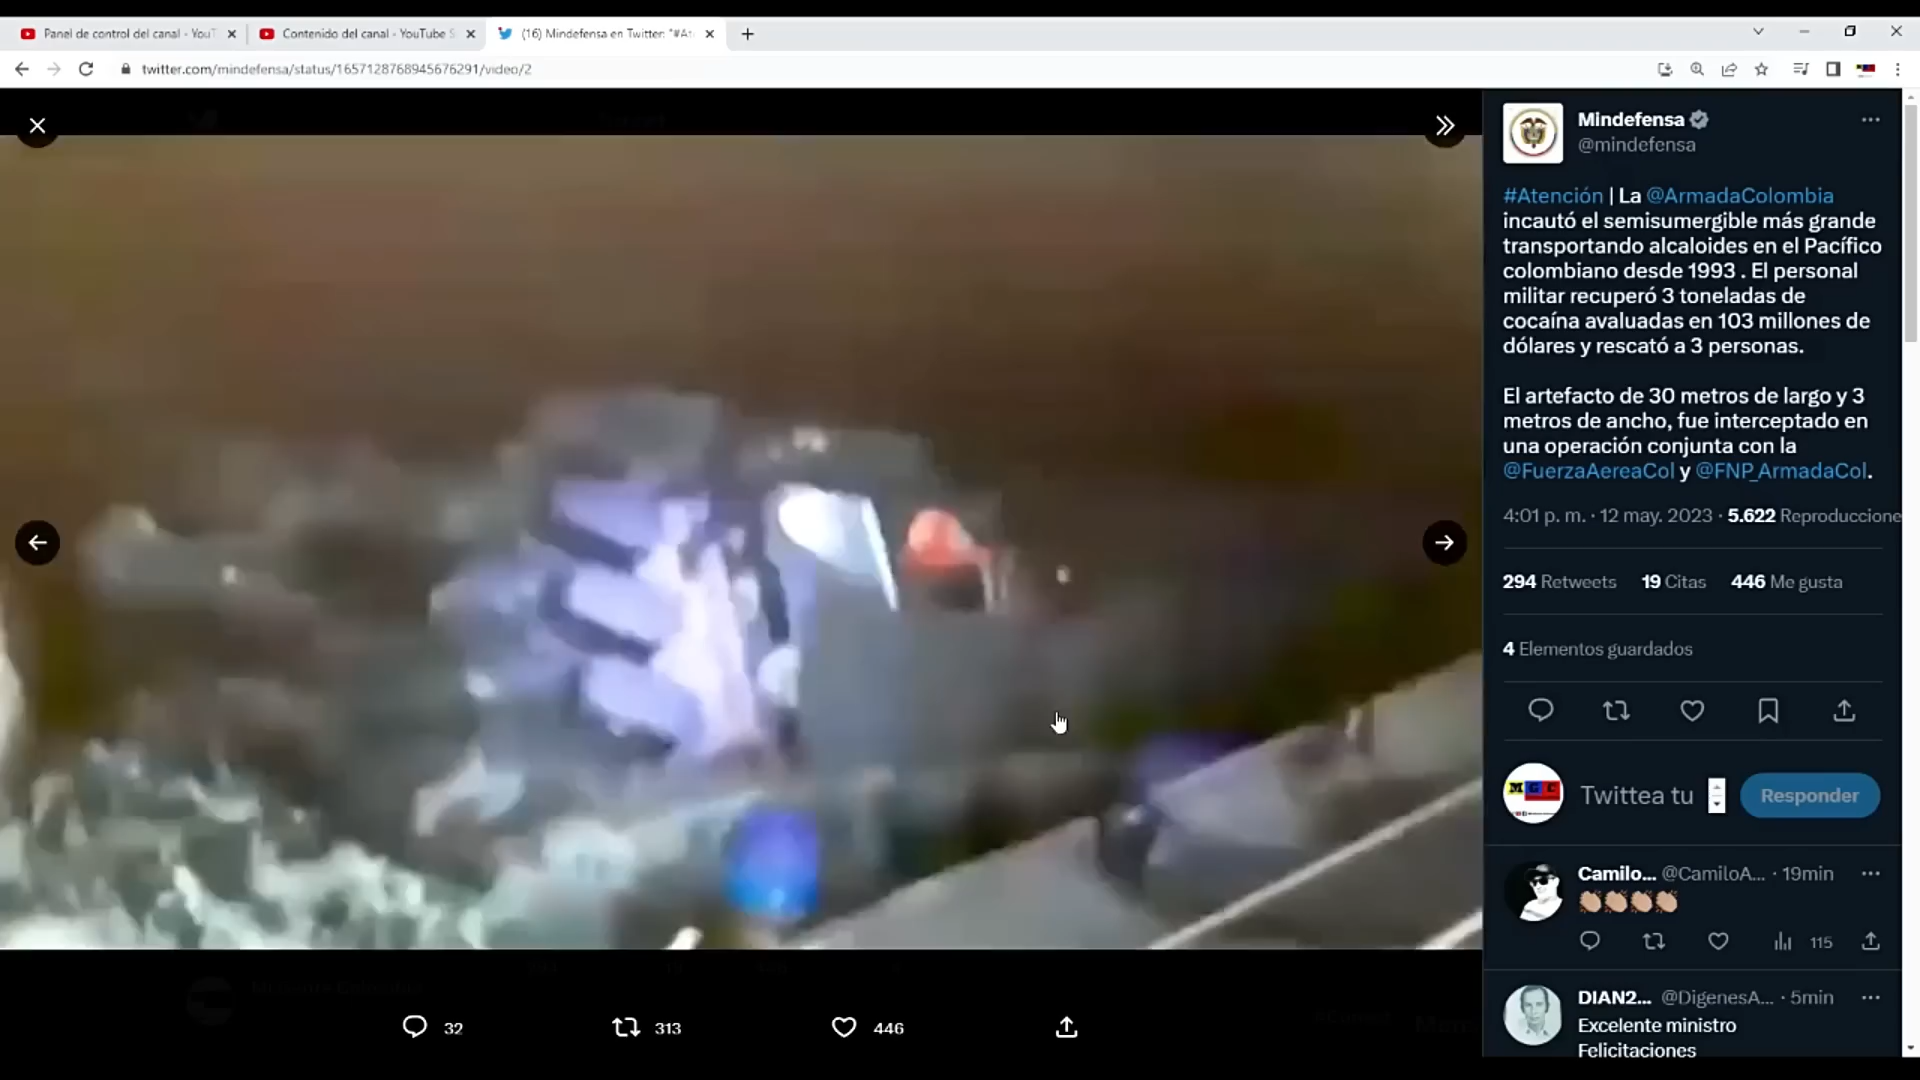 Panel de control del canal - YouT
Contenido del canal - YouTube S
(16) Mindefensa en Twitter: "#At
twitter.com/mindefensa/status/1657128768945676291/video/2
Mindefensa
@mindefensa
#Atención | La @ArmadaColombia
incautó el semisumergible más grande
transportando alcaloides en el Pacífico
colombiano desde 1993 . El personal
militar recuperó 3 toneladas de
cocaína avaluadas en 103 millones de
dólares y rescató a 3 personas.
El artefacto de 30 metros de largo y 3
metros de ancho, fue interceptado en
una operación conjunta con la
@FuerzaAereaCol y @FNP_ArmadaCol.
4:01 p. m. · 12 may. 2023 · 5.622 Reproduccione
294 Retweets 19 Citas 446 Me gusta
4 Elementos guardados
MGC
Twittea tu
Responder
Camilo... @CamiloA... · 19min
👏🏼👏🏼👏🏼👏🏼
115
DIAN2... @DigenesA... · 5min
Excelente ministro
Felicitaciones
32 313 446